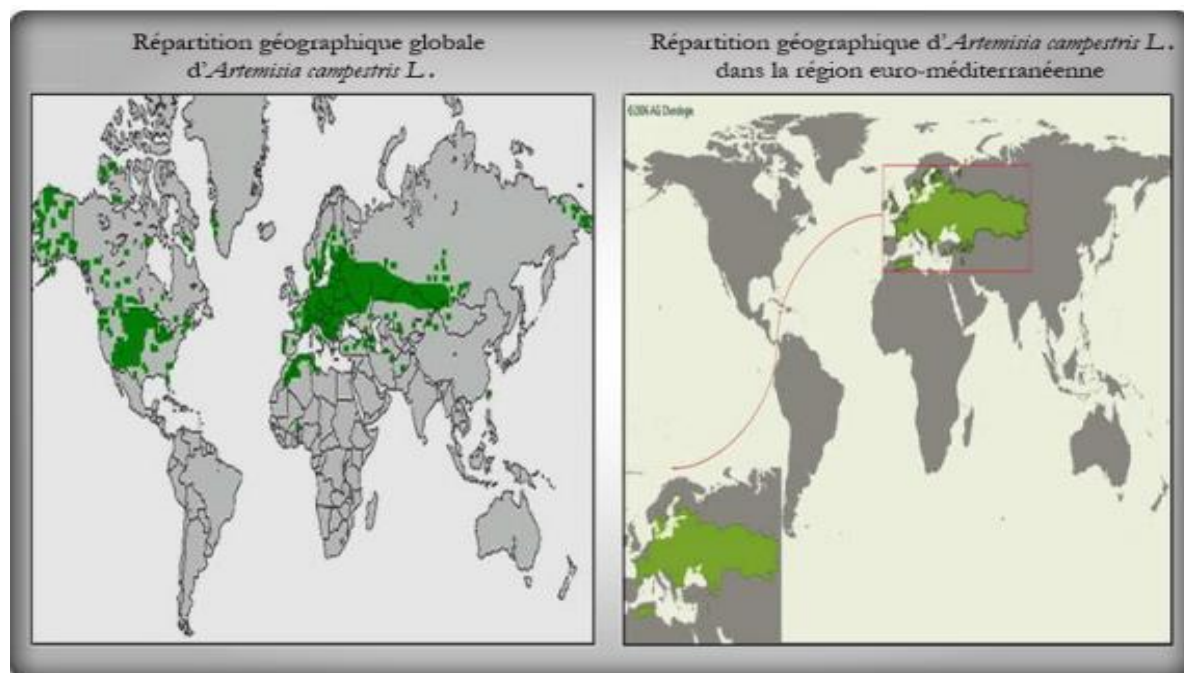 Répartition géographique globale
d'Artemisia campestris L.
Répartition géographique d'Artemisia campestris L.
dans la région euro-méditerranéenne